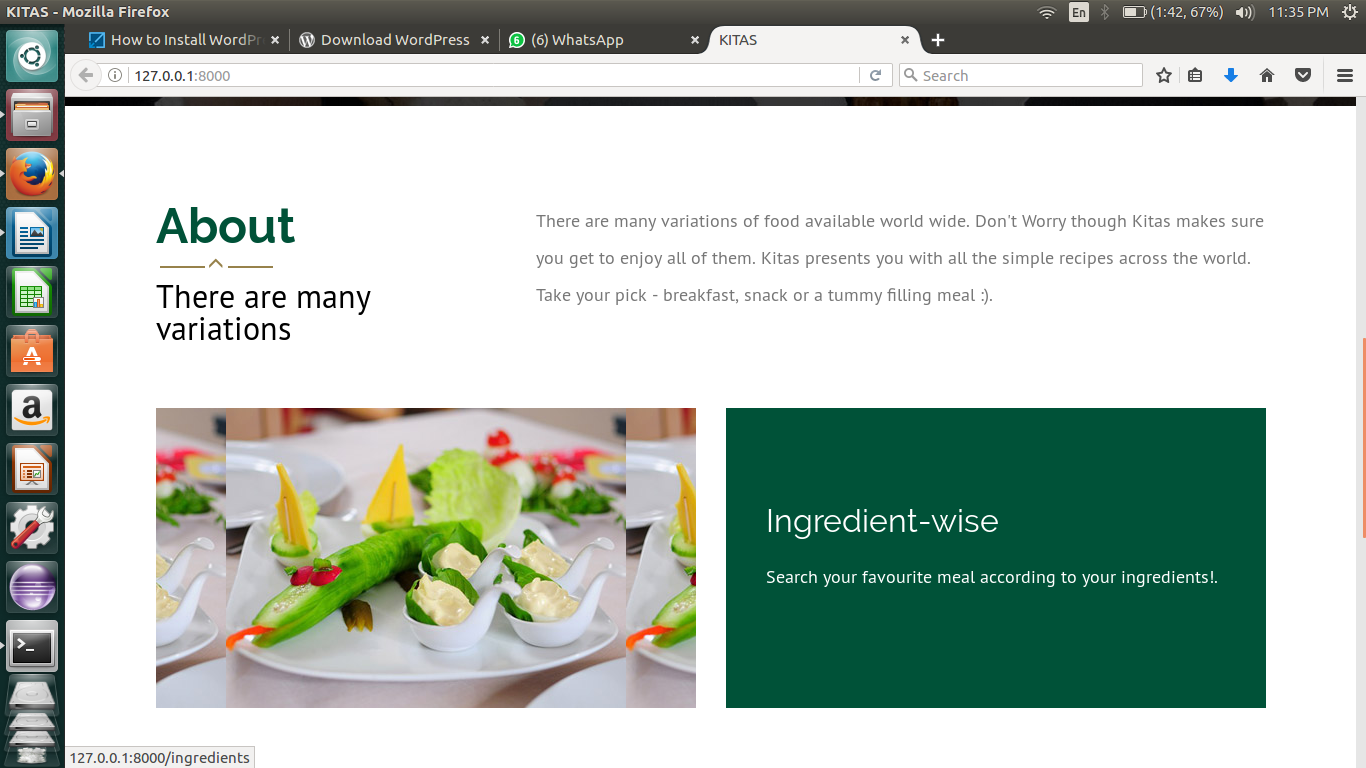 KITAS - Mozilla Firefox
En
(1:42, 67%)
11:35 PM
How to Install WordPr
Download WordPress
6
(6) WhatsApp
KITAS
127.0.0.1:8000
Search
About
There are many
variations
There are many variations of food available world wide. Don't Worry though Kitas makes sure
you get to enjoy all of them. Kitas presents you with all the simple recipes across the world.
Take your pick - breakfast, snack or a tummy filling meal :).
Ingredient-wise
Search your favourite meal according to your ingredients!.
127.0.0.1:8000/ingredients